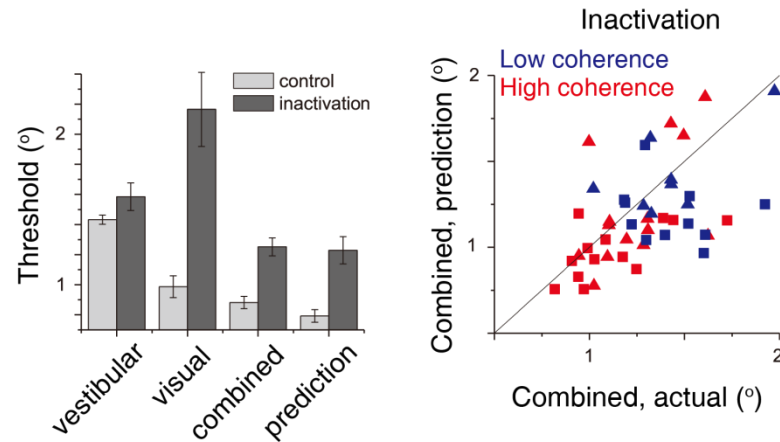 control
inactivation
Threshold (°)
2
1
vestibular
visual
combined
prediction
Inactivation
Low coherence
High coherence
Combined, prediction (°)
2
1
1
2
Combined, actual (°)